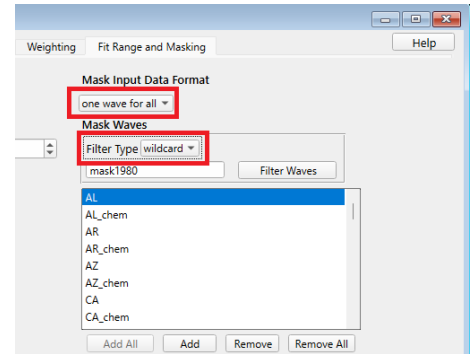 Weighting Fit Range and Masking Help
Mask Input Data Format
one wave for all
Mask Waves
Filter Type wildcard
mask1980 Filter Waves
AL
AL_chem
AR
AR_chem
AZ
AZ_chem
CA
CA_chem
Add All Add Remove Remove All